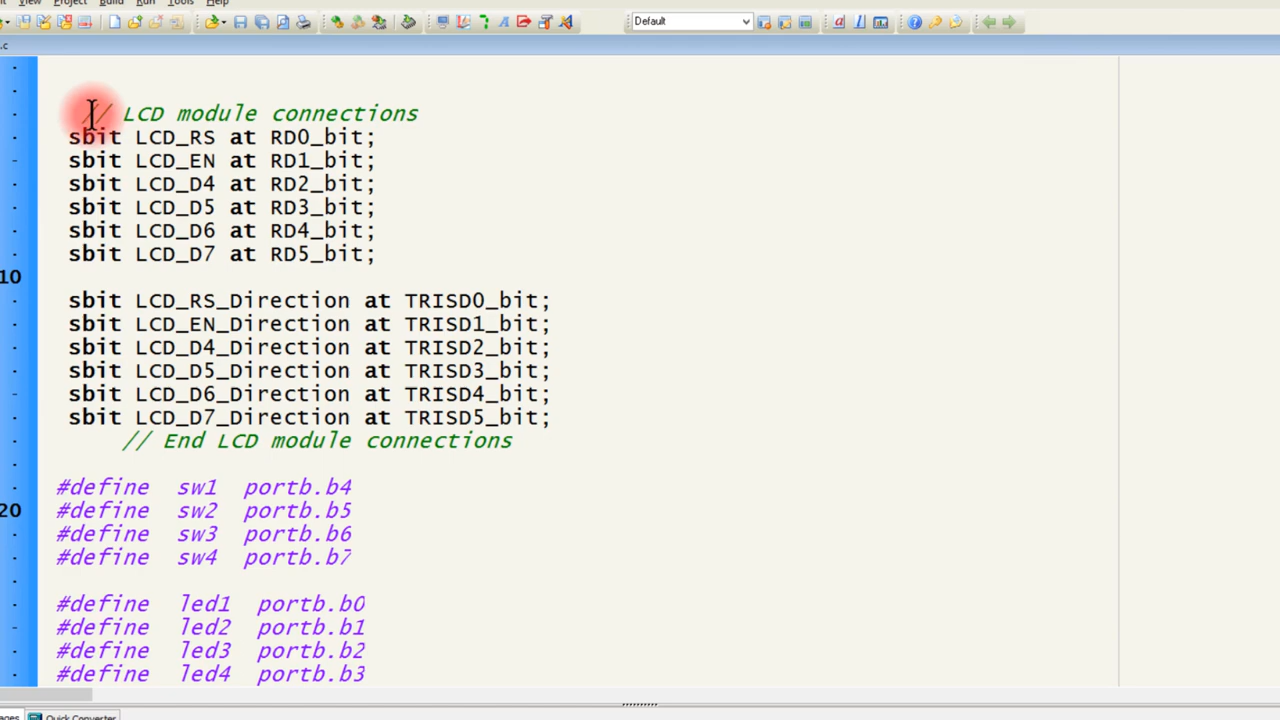 View Project Build Run Tools Help
Default
.c
// LCD module connections
sbit LCD_RS at RD0_bit;
sbit LCD_EN at RD1_bit;
sbit LCD_D4 at RD2_bit;
sbit LCD_D5 at RD3_bit;
sbit LCD_D6 at RD4_bit;
sbit LCD_D7 at RD5_bit;
10
sbit LCD_RS_Direction at TRISD0_bit;
sbit LCD_EN_Direction at TRISD1_bit;
sbit LCD_D4_Direction at TRISD2_bit;
sbit LCD_D5_Direction at TRISD3_bit;
sbit LCD_D6_Direction at TRISD4_bit;
sbit LCD_D7_Direction at TRISD5_bit;
// End LCD module connections
#define sw1 portb.b4
20 #define sw2 portb.b5
#define sw3 portb.b6
#define sw4 portb.b7
#define led1 portb.b0
#define led2 portb.b1
#define led3 portb.b2
#define led4 portb.b3
Quick Converter